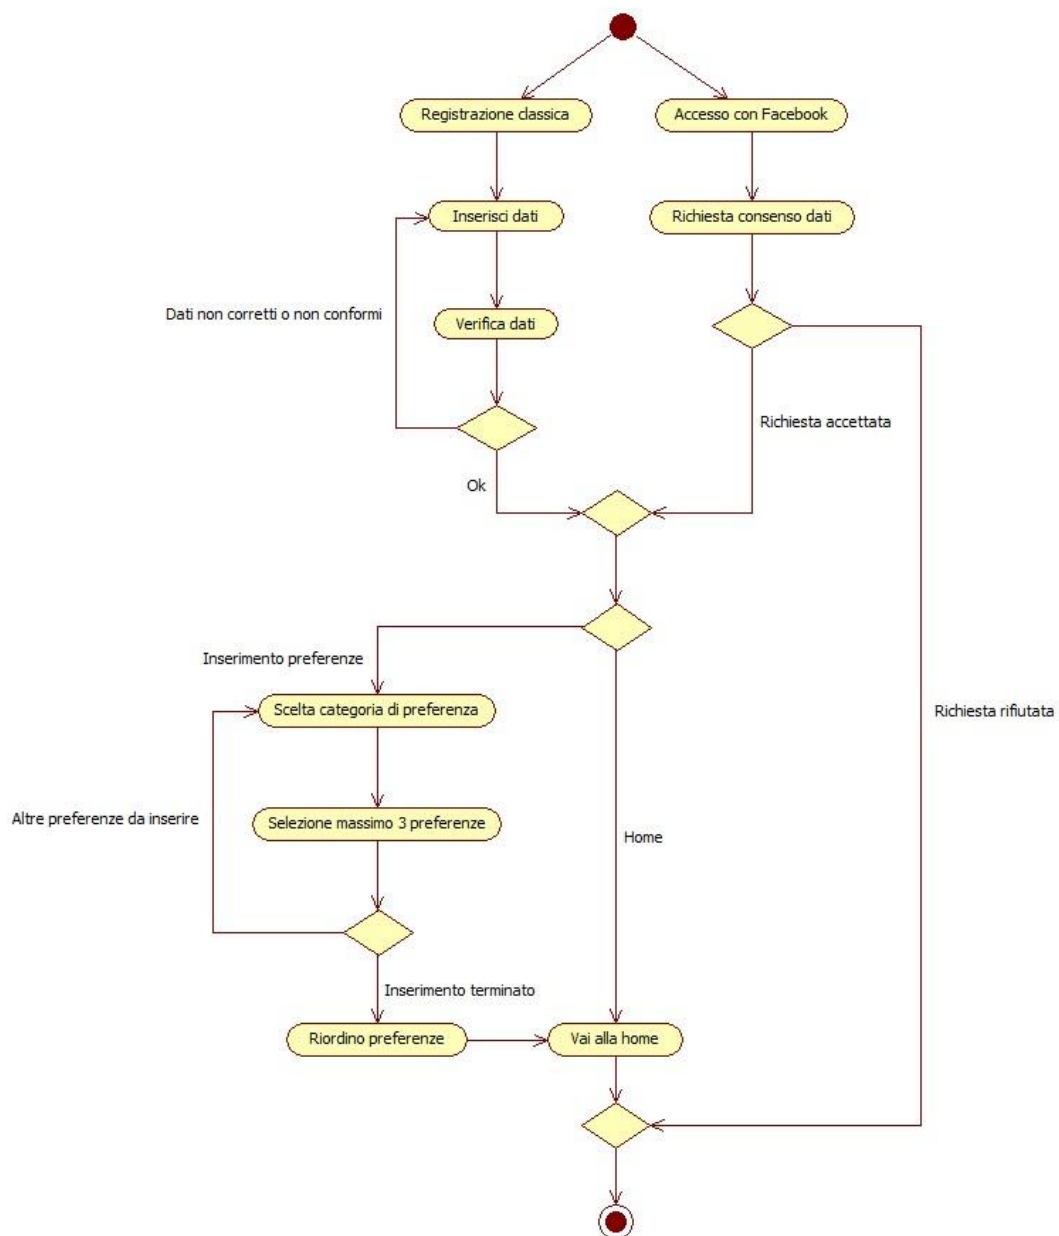 Registrazione classica
Accesso con Facebook
Inserisci dati
Richiesta consenso dati
Dati non corretti o non conformi
Verifica dati
Richiesta accettata
Ok
Inserimento preferenze
Scelta categoria di preferenza
Richiesta rifiutata
Altre preferenze da inserire
Selezione massimo 3 preferenze
Home
Inserimento terminato
Riordino preferenze
Vai alla home